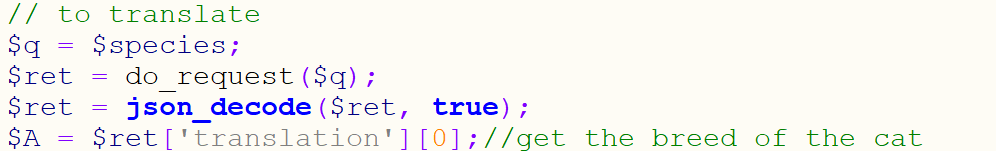 // to translate
$q = $species;
$ret = do_request($q);
$ret = json_decode($ret, true);
$A = $ret['translation'][0];//get the breed of the cat